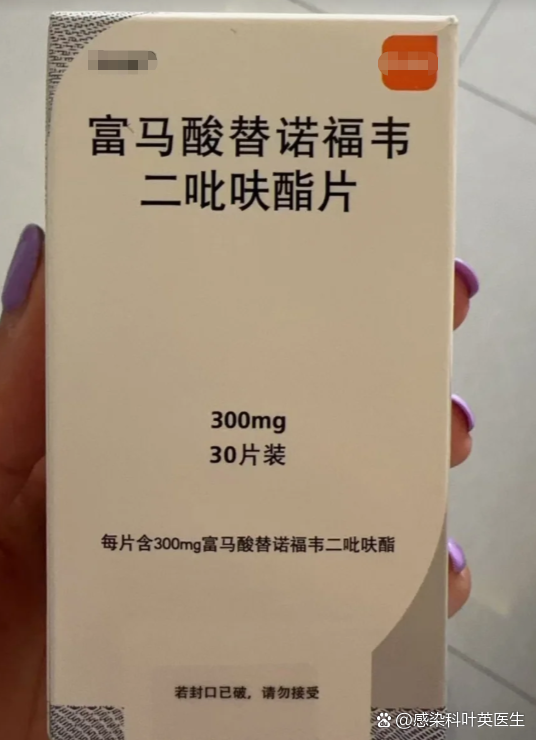 富马酸替诺福韦
二吡呋酯片
300mg
30片装
每片含300mg富马酸替诺福韦二吡呋酯
若封口已破，请勿接受
@感染科叶英医生